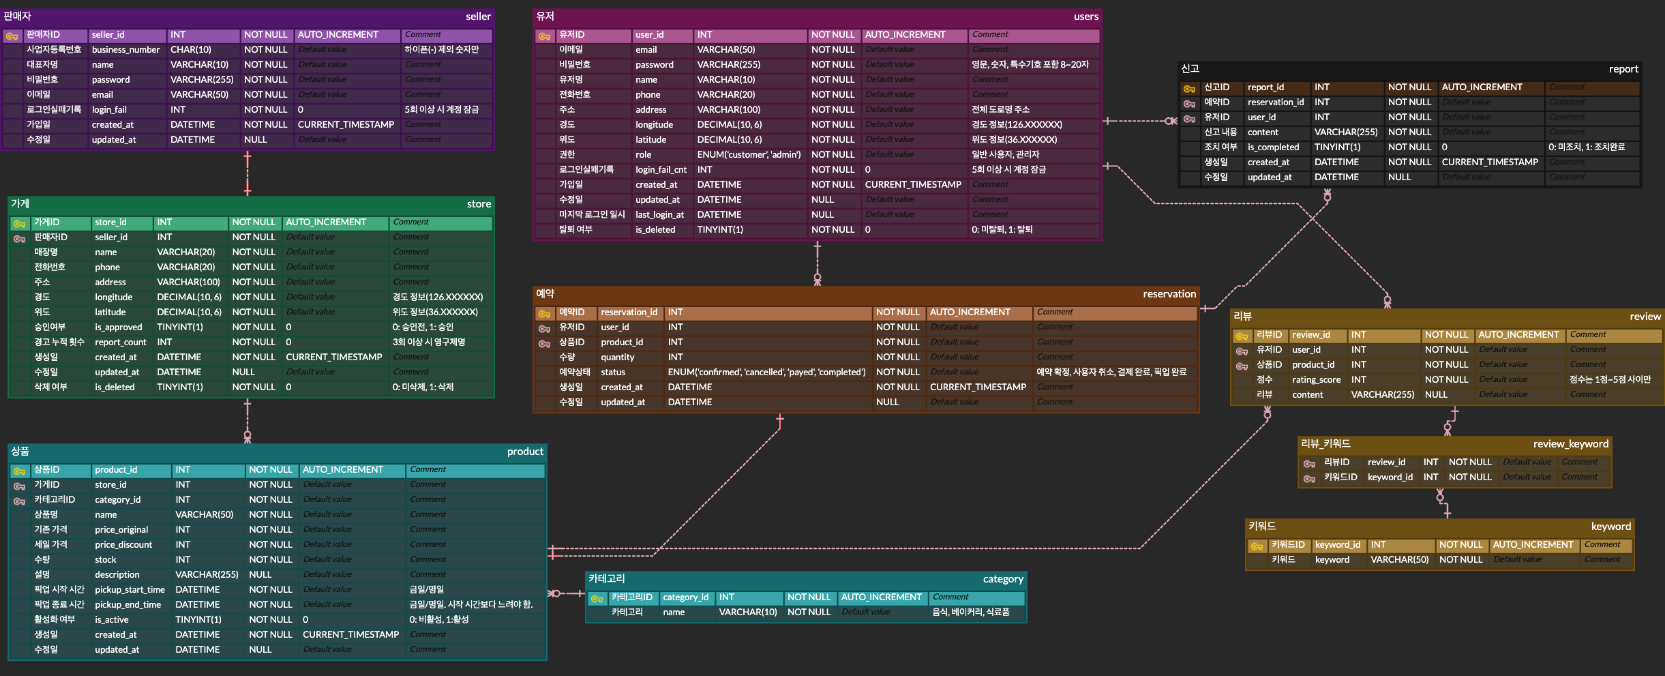 판매자 seller
판매자ID seller_id INT NOT NULL AUTO_INCREMENT Comment
사업자등록번호 business_number CHAR(10) NOT NULL Default value 하이픈(-) 제외 숫자만
대표자명 name VARCHAR(10) NOT NULL Default value Comment
비밀번호 password VARCHAR(255) NOT NULL Default value Comment
이메일 email VARCHAR(50) NOT NULL Default value Comment
로그인실패기록 login_fail INT NOT NULL 0 5회 이상 시 계정 잠금
가입일 created_at DATETIME NOT NULL CURRENT_TIMESTAMP Comment
수정일 updated_at DATETIME NULL Default value Comment
유저 users
유저ID user_id INT NOT NULL AUTO_INCREMENT Comment
이메일 email VARCHAR(50) NOT NULL Default value Comment
비밀번호 password VARCHAR(255) NOT NULL Default value 영문, 숫자, 특수기호 포함 8~20자
유저명 name VARCHAR(10) NOT NULL Default value Comment
전화번호 phone VARCHAR(20) NOT NULL Default value Comment
주소 address VARCHAR(100) NOT NULL Default value 전체 도로명 주소
경도 longitude DECIMAL(10, 6) NOT NULL Default value 경도 정보(126.XXXXXX)
위도 latitude DECIMAL(10, 6) NOT NULL Default value 위도 정보(36.XXXXXX)
권한 role ENUM('customer', 'admin') NOT NULL Default value 일반 사용자, 관리자
로그인실패기록 login_fail_cnt INT NOT NULL 0 5회 이상 시 계정 잠금
가입일 created_at DATETIME NOT NULL CURRENT_TIMESTAMP Comment
수정일 updated_at DATETIME NULL Default value Comment
마지막 로그인 일시 last_login_at DATETIME NULL Default value Comment
탈퇴 여부 is_deleted TINYINT(1) NOT NULL 0 0: 미탈퇴, 1: 탈퇴
신고 report
신고ID report_id INT NOT NULL AUTO_INCREMENT Comment
예약ID reservation_id INT NOT NULL Default value Comment
유저ID user_id INT NOT NULL Default value Comment
신고 내용 content VARCHAR(255) NOT NULL Default value Comment
조치 여부 is_completed TINYINT(1) NOT NULL 0 0: 미조치, 1: 조치완료
생성일 created_at DATETIME NOT NULL CURRENT_TIMESTAMP Comment
수정일 updated_at DATETIME NULL Default value Comment
가게 store
가게ID store_id INT NOT NULL AUTO_INCREMENT Comment
판매자ID seller_id INT NOT NULL Default value Comment
매장명 name VARCHAR(20) NOT NULL Default value Comment
전화번호 phone VARCHAR(20) NOT NULL Default value Comment
주소 address VARCHAR(100) NOT NULL Default value Comment
경도 longitude DECIMAL(10, 6) NOT NULL Default value 경도 정보(126.XXXXXX)
위도 latitude DECIMAL(10, 6) NOT NULL Default value 위도 정보(36.XXXXXX)
승인여부 is_approved TINYINT(1) NOT NULL 0 0: 승인전, 1: 승인
경고 누적 횟수 report_count INT NOT NULL 0 3회 이상 시 영구제명
생성일 created_at DATETIME NOT NULL CURRENT_TIMESTAMP Comment
수정일 updated_at DATETIME NULL Default value Comment
삭제 여부 is_deleted TINYINT(1) NOT NULL 0 0: 미삭제, 1: 삭제
예약 reservation
예약ID reservation_id INT NOT NULL AUTO_INCREMENT Comment
유저ID user_id INT NOT NULL Default value Comment
상품ID product_id INT NOT NULL Default value Comment
수량 quantity INT NOT NULL Default value Comment
예약상태 status ENUM('confirmed', 'cancelled', 'payed', 'completed') NOT NULL Default value 예약 확정, 사용자 취소, 결제 완료, 픽업 완료
생성일 created_at DATETIME NOT NULL CURRENT_TIMESTAMP Comment
수정일 updated_at DATETIME NULL Default value Comment
리뷰 review
리뷰ID review_id INT NOT NULL AUTO_INCREMENT Comment
유저ID user_id INT NOT NULL Default value Comment
상품ID product_id INT NOT NULL Default value Comment
점수 rating_score INT NOT NULL Default value 점수는 1점~5점 사이만
리뷰 content VARCHAR(255) NULL Default value Comment
리뷰_키워드 review_keyword
리뷰ID review_id INT NOT NULL Default value Comment
키워드ID keyword_id INT NOT NULL Default value Comment
키워드 keyword
키워드ID keyword_id INT NOT NULL AUTO_INCREMENT Comment
키워드 keyword VARCHAR(50) NOT NULL Default value Comment
상품 product
상품ID product_id INT NOT NULL AUTO_INCREMENT Comment
가게ID store_id INT NOT NULL Default value Comment
카테고리ID category_id INT NOT NULL Default value Comment
상품명 name VARCHAR(50) NOT NULL Default value Comment
기존 가격 price_original INT NOT NULL Default value Comment
세일 가격 price_discount INT NOT NULL Default value Comment
수량 stock INT NOT NULL Default value Comment
설명 description VARCHAR(255) NULL Default value Comment
픽업 시작 시간 pickup_start_time DATETIME NOT NULL Default value 금일/명일
픽업 종료 시간 pickup_end_time DATETIME NOT NULL Default value 금일/명일. 시작 시간보다 느려야 함.
활성화 여부 is_active TINYINT(1) NOT NULL 0 0: 비활성, 1:활성
생성일 created_at DATETIME NOT NULL CURRENT_TIMESTAMP Comment
수정일 updated_at DATETIME NULL Default value Comment
카테고리 category
카테고리ID category_id INT NOT NULL AUTO_INCREMENT Comment
카테고리 name VARCHAR(10) NOT NULL Default value 음식, 베이커리, 식료품